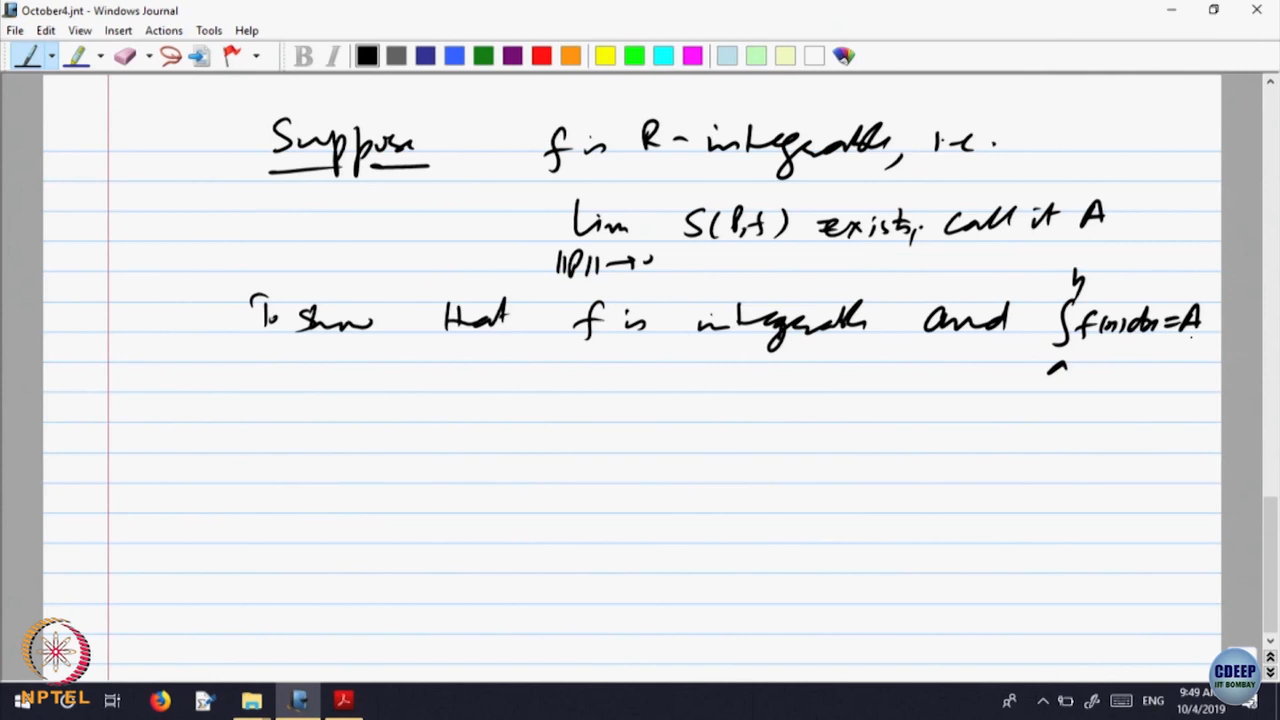 October4.jnt - Windows Journal
File Edit View Insert Actions Tools Help
B I
Suppose f is R-integrable, i.e.
Lim S(P,f) exists, call it A
||P||→0
To show that f is integrable and ∫ₐᵇ f(x)dx=A
NPTEL
CDEEP
IIT BOMBAY
ENG
9:49 AM
10/4/2019